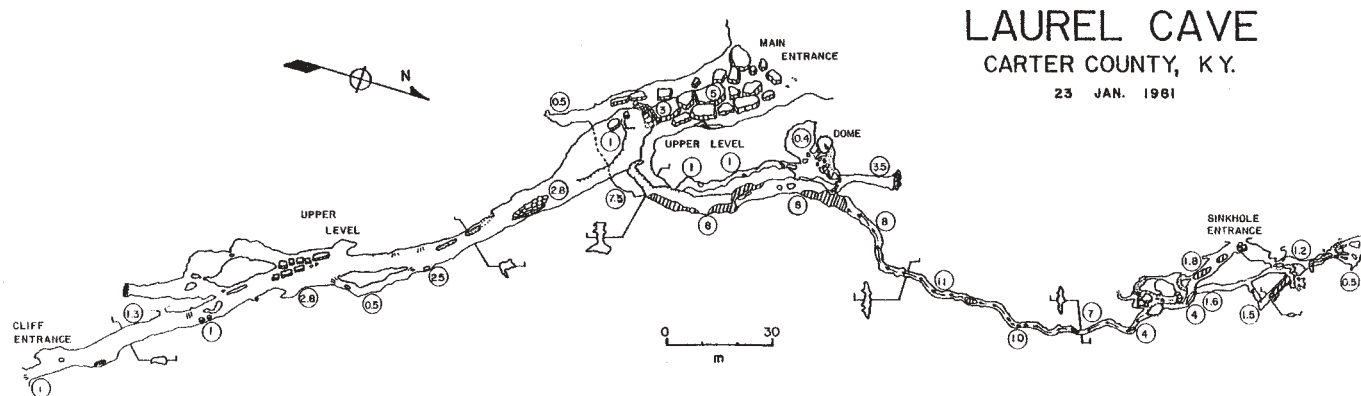 LAUREL CAVE
CARTER COUNTY, KY.
23 JAN. 1981
N
MAIN
ENTRANCE
0.5
5
3
1
UPPER LEVEL
1
1
0.4
DOME
3.5
2.8
7.5
8
8
8
UPPER
LEVEL
2.5
2.8
0.5
1.3
1
CLIFF
ENTRANCE
1
11
10
7
4
SINKHOLE
ENTRANCE
1.8
1.2
0.5
1.6
1.5
4
0 30
m